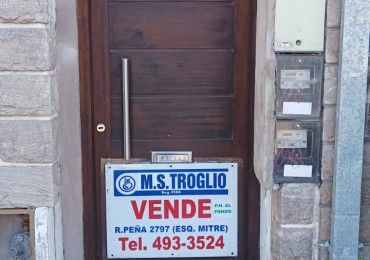 M.S. TROGLIO
VENDE
P.H. AL
FONDO
R.PEÑA 2797 (ESQ. MITRE)
Tel. 493-3524